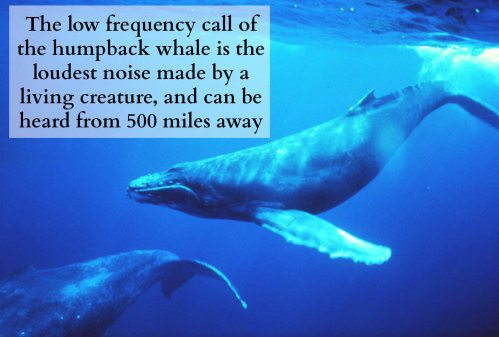 The low frequency call of
the humpback whale is the
loudest noise made by a
living creature, and can be
heard from 500 miles away